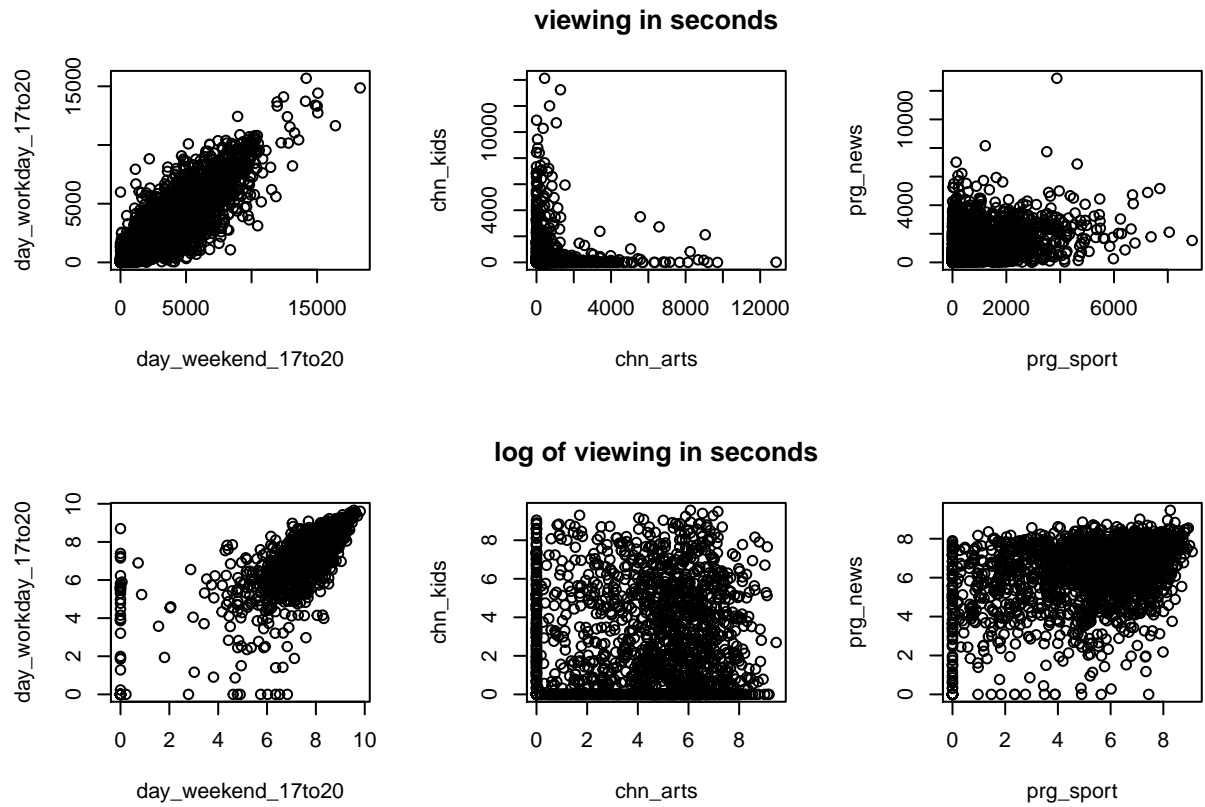 viewing in seconds
day_workday_17to20
0 5000 15000
0 5000 15000
day_weekend_17to20
chn_kids
0 4000 10000
0 4000 8000 12000
chn_arts
prg_news
0 4000 10000
0 2000 6000
prg_sport
log of viewing in seconds
day_workday_17to20
0 2 4 6 8 10
0 2 4 6 8 10
day_weekend_17to20
chn_kids
0 2 4 6 8
0 2 4 6 8
chn_arts
prg_news
0 2 4 6 8
0 2 4 6 8
prg_sport